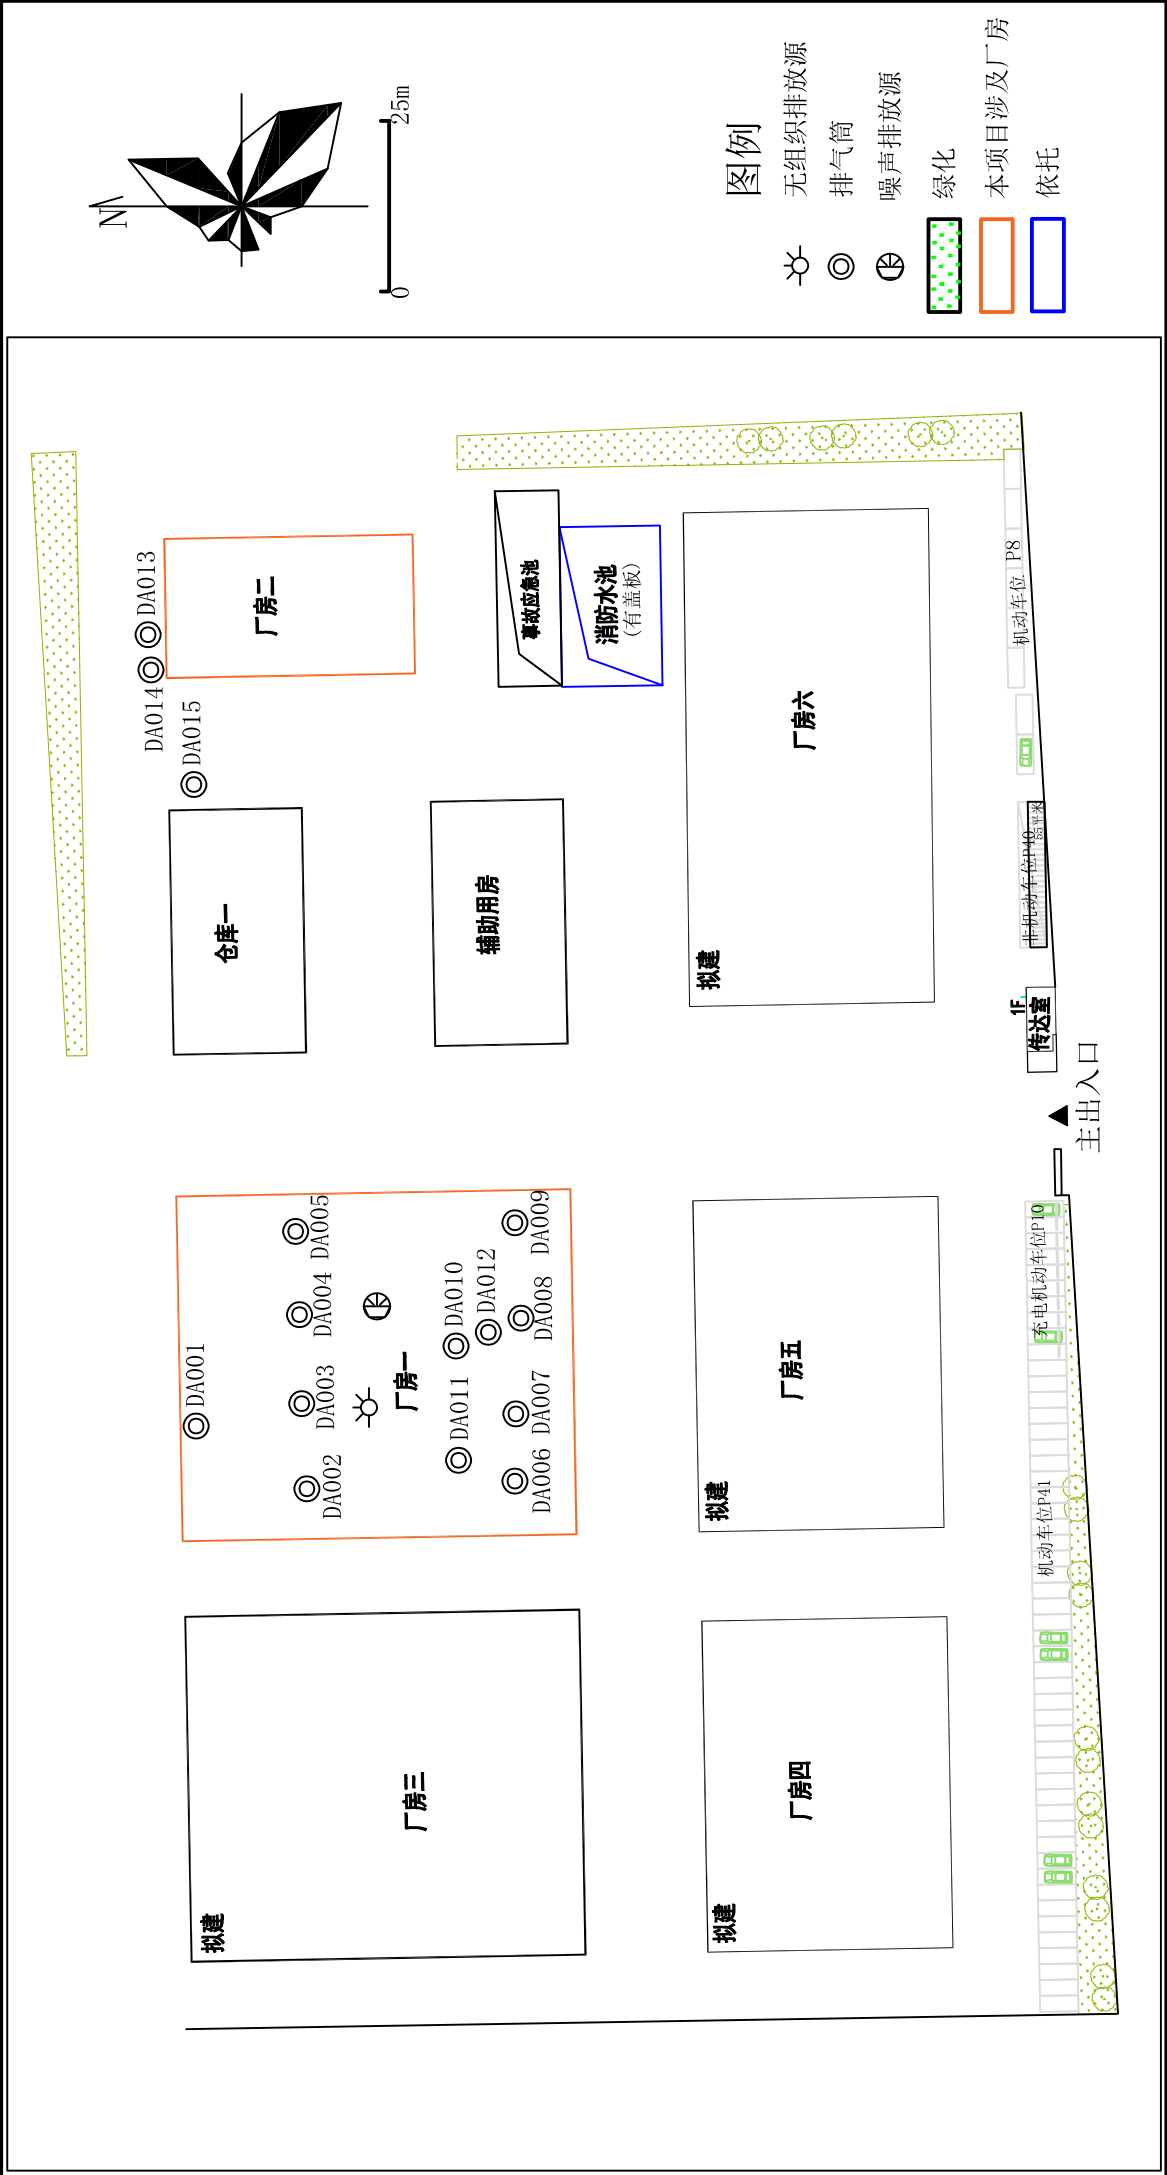 N
0
25m
图例
无组织排放源
排气筒
噪声排放源
绿化
本项目涉及厂房
依托
DA013
DA014
DA015
厂房二
仓库一
辅助用房
事故应急池
消防水池
(有盖板)
厂房六
拟建
机动车位 P8
非机动车位P40
55平米
1F
传达室
主出入口
DA001
DA002
DA003
DA004
DA005
厂房一
DA010
DA011
DA012
DA006
DA007
DA008
DA009
厂房五
拟建
充电机动车位P10
机动车位P41
厂房三
拟建
厂房四
拟建